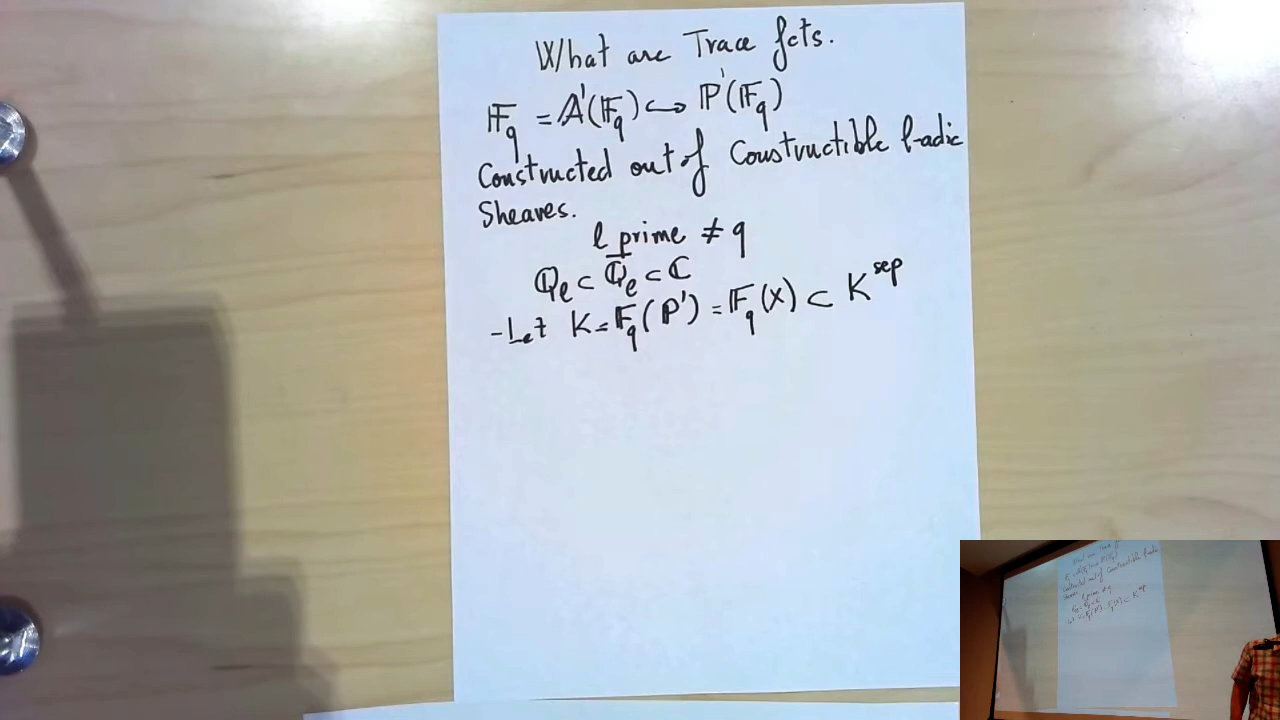 What are Trace fcts.
𝔽_q = 𝔸¹(𝔽_q) ↪ ℙ¹(𝔽_q)
Constructed out of Constructible ℓ-adic
Sheaves.
ℓ prime ≠ q
ℚ_ℓ ⊂ ℚ̅_ℓ ⊂ ℂ
- Let K = 𝔽_q(ℙ¹) = 𝔽_q(X) ⊂ K^sep